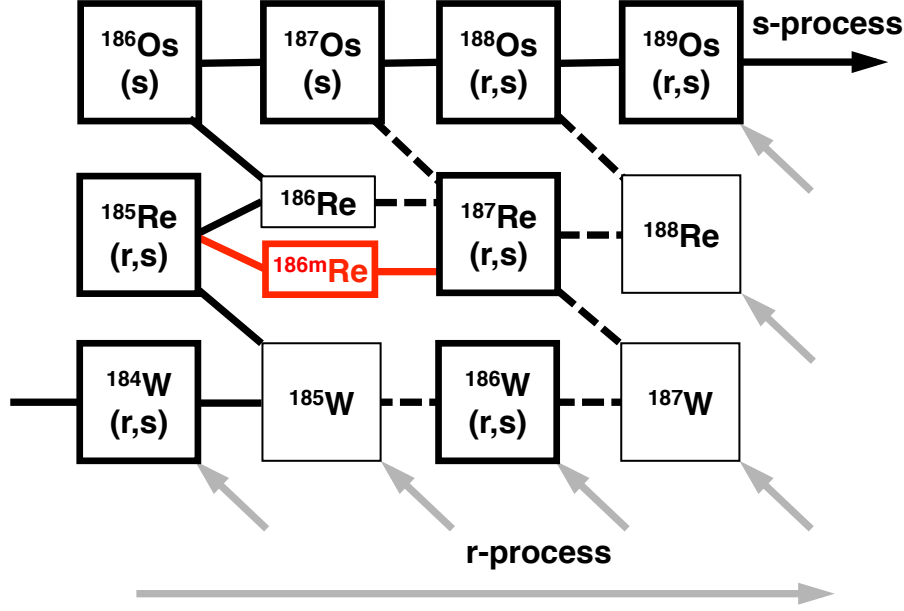 ¹⁸⁶Os
(s)
¹⁸⁷Os
(s)
¹⁸⁸Os
(r,s)
¹⁸⁹Os
(r,s)
s-process
¹⁸⁵Re
(r,s)
¹⁸⁶Re
¹⁸⁶ᵐRe
¹⁸⁷Re
(r,s)
¹⁸⁸Re
¹⁸⁴W
(r,s)
¹⁸⁵W
¹⁸⁶W
(r,s)
¹⁸⁷W
r-process